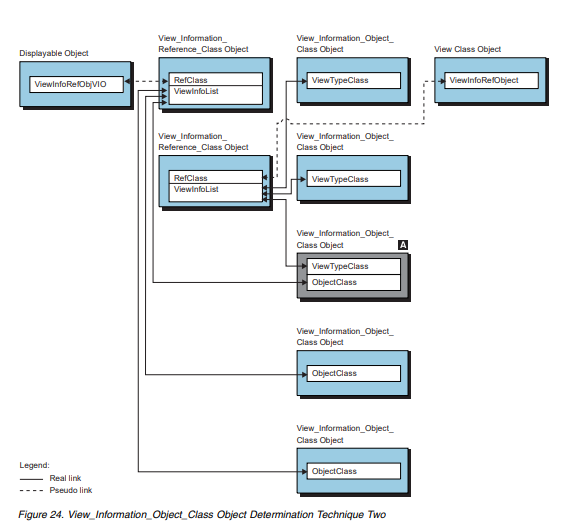 View_Information_
Reference_Class Object
View_Information_Object_
Class Object
View Class Object
Displayable Object
ViewInfoRefObjVIO
RefClass
ViewInfoList
ViewTypeClass
ViewInfoRefObject
View_Information_
Reference_Class Object
View_Information_Object_
Class Object
RefClass
ViewInfoList
ViewTypeClass
View_Information_Object_
Class Object
A
ViewTypeClass
ObjectClass
View_Information_Object_
Class Object
ObjectClass
View_Information_Object_
Class Object
ObjectClass
Legend:
Real link
Pseudo link
Figure 24. View_Information_Object_Class Object Determination Technique Two